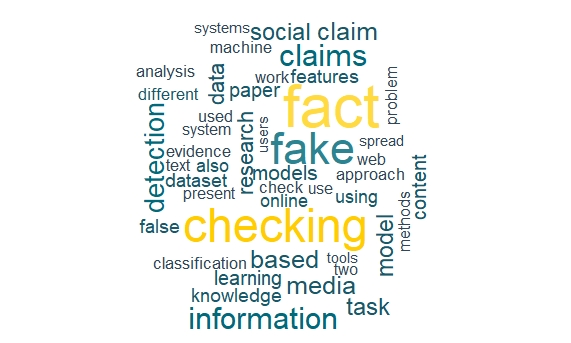 systems
social claim
machine
claims
analysis
data
work
features
different
paper
fact
problem
used
system
research
users
detection
fake
spread
evidence
web
text also
models
approach
dataset
check use
content
present
online
using
false
checking
model
methods
classification
based
tools
two
learning
media
knowledge
task
information